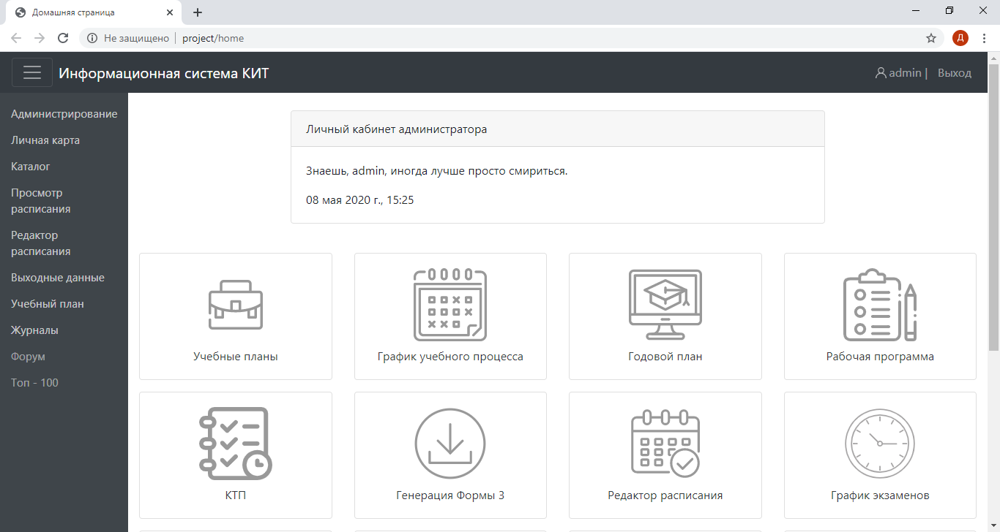 Домашняя страница
Не защищено | project/home
Д
Информационная система КИТ
admin | Выход
Администрирование
Личная карта
Каталог
Просмотр
расписания
Редактор
расписания
Выходные данные
Учебный план
Журналы
Форум
Топ - 100
Личный кабинет администратора
Знаешь, admin, иногда лучше просто смириться.
08 мая 2020 г., 15:25
Учебные планы
График учебного процесса
Годовой план
Рабочая программа
КТП
Генерация Формы 3
Редактор расписания
График экзаменов